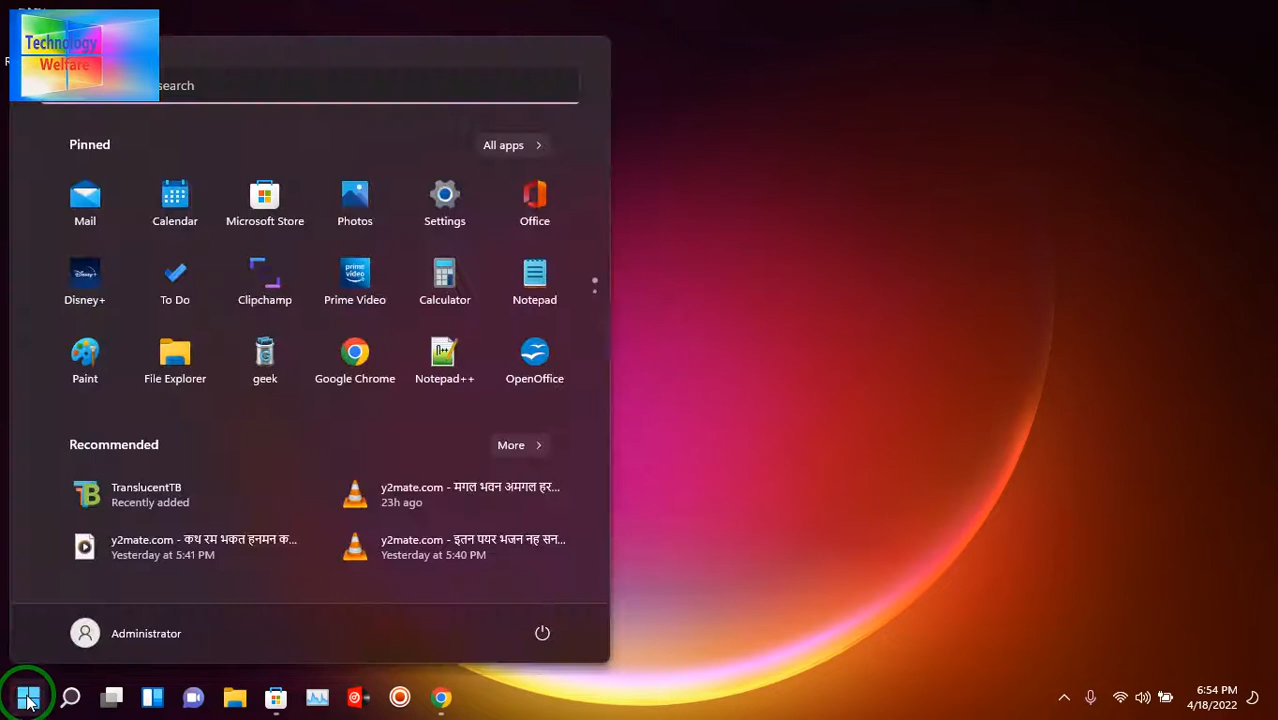 Technology
Welfare
search
Pinned
All apps
Mail
Calendar
Microsoft Store
Photos
Settings
Office
Disney+
To Do
Clipchamp
Prime Video
Calculator
Notepad
Paint
File Explorer
geek
Google Chrome
Notepad++
OpenOffice
Recommended
More
TranslucentTB
Recently added
y2mate.com - मगल भवन अमगल हर...
23h ago
y2mate.com - कथ रम भकत हनमन क...
Yesterday at 5:41 PM
y2mate.com - इतन पयर भजन नह सन...
Yesterday at 5:40 PM
Administrator
6:54 PM
4/18/2022